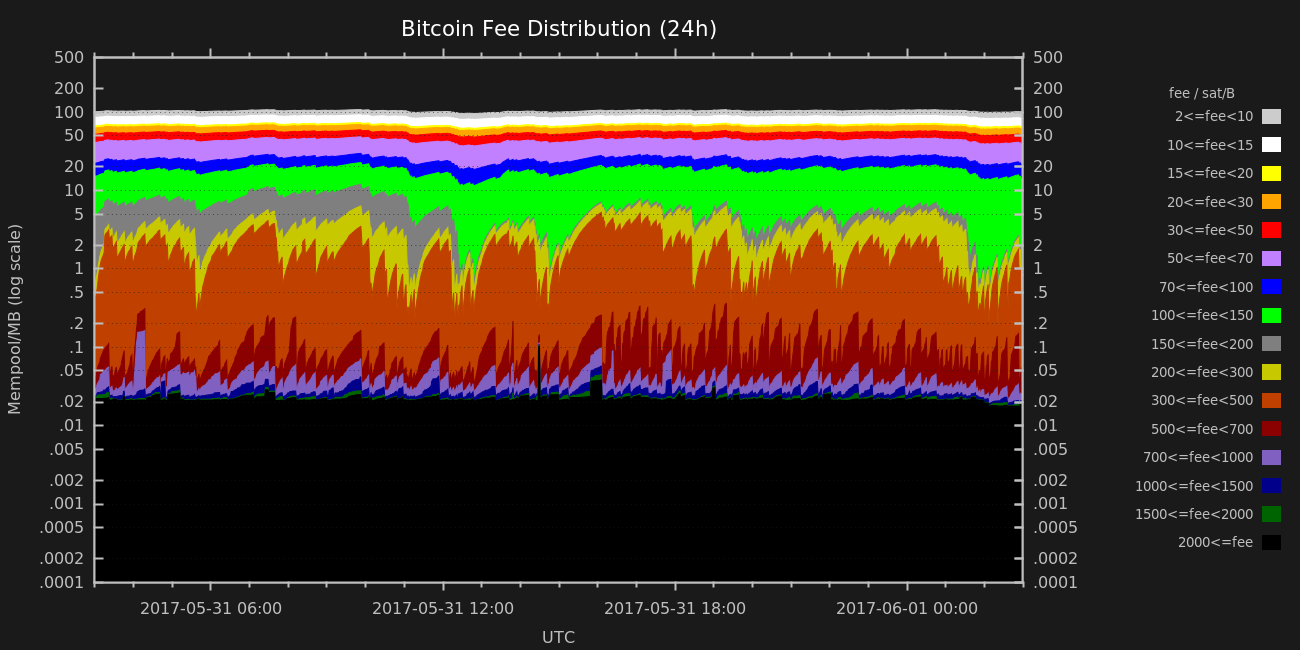 Bitcoin Fee Distribution (24h)
500 500
200 200
100 100
50 50
20 20
10 10
5 5
2 2
1 1
.5 .5
.2 .2
.1 .1
.05 .05
.02 .02
.01 .01
.005 .005
.002 .002
.001 .001
.0005 .0005
.0002 .0002
.0001 .0001
Mempool/MB (log scale)
2017-05-31 06:00 2017-05-31 12:00 2017-05-31 18:00 2017-06-01 00:00
UTC
fee / sat/B
2<=fee<10
10<=fee<15
15<=fee<20
20<=fee<30
30<=fee<50
50<=fee<70
70<=fee<100
100<=fee<150
150<=fee<200
200<=fee<300
300<=fee<500
500<=fee<700
700<=fee<1000
1000<=fee<1500
1500<=fee<2000
2000<=fee